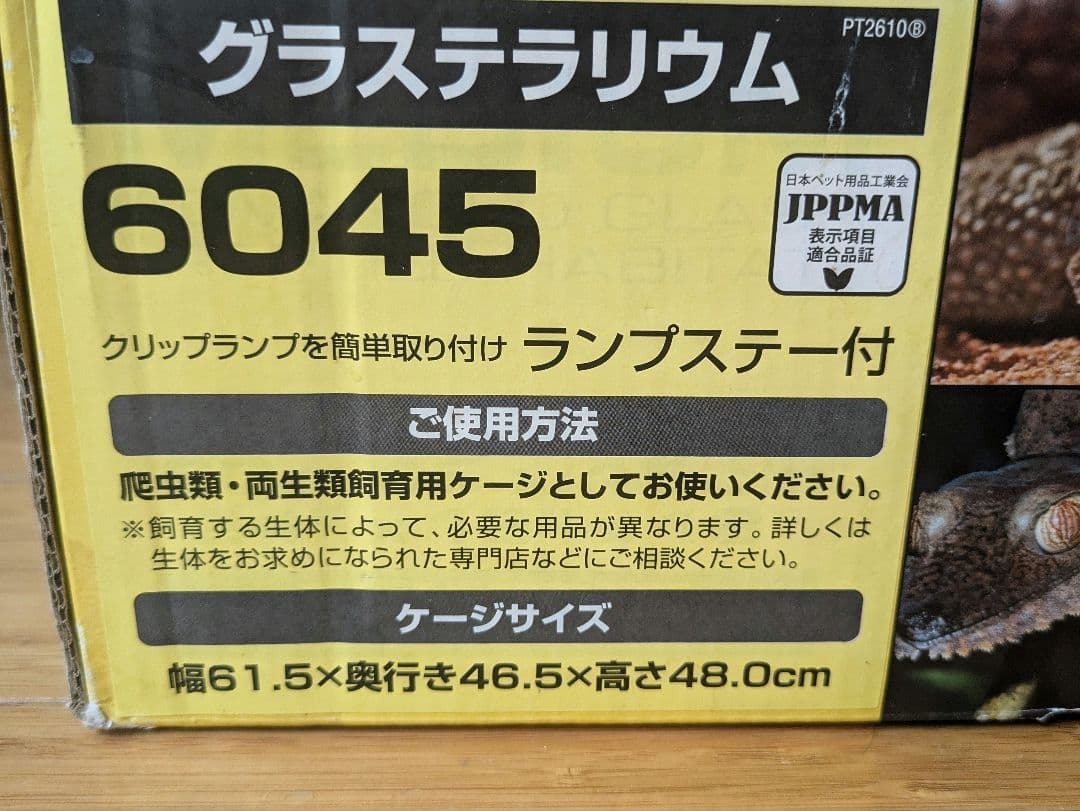 グラステラリウム
PT2610Ⓑ
6045
日本ペット用品工業会
JPPMA
表示項目
適合品証
クリップランプを簡単取り付け ランプステー付
ご使用方法
爬虫類・両生類飼育用ケージとしてお使いください。
※飼育する生体によって、必要な用品が異なります。詳しくは
生体をお求めになられた専門店などにご相談ください。
ケージサイズ
幅61.5×奥行き46.5×高さ48.0cm